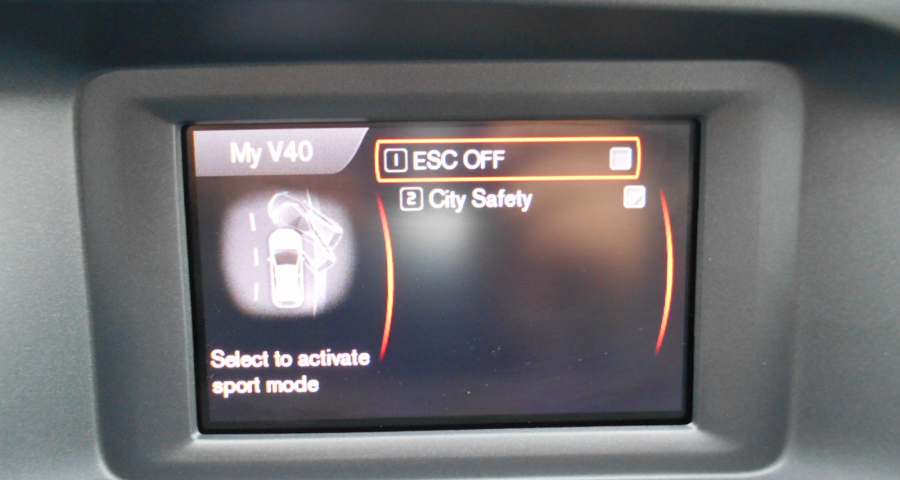 My V40
1 ESC OFF
2 City Safety
Select to activate
sport mode